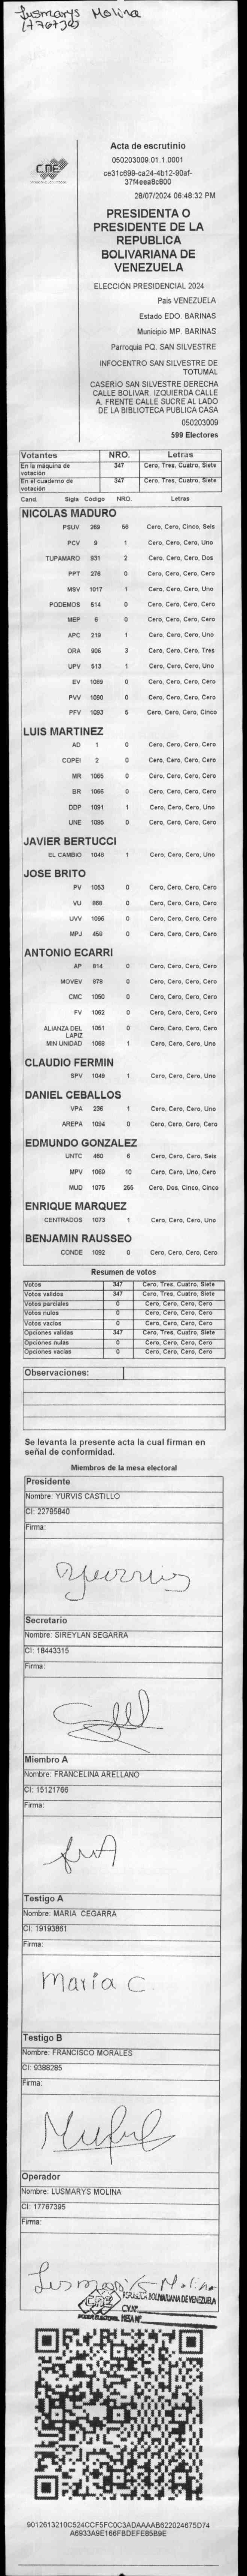 Lusmarys Molina
Acta de escrutinio
050203009.01.1.0001
ce31c699-ca24-4b12-90af-
37f4eea8c800
28/07/2024 06:48:32 PM
CNE
PRESIDENTA O
PRESIDENTE DE LA
REPUBLICA
BOLIVARIANA DE
VENEZUELA
ELECCIÓN PRESIDENCIAL 2024
País VENEZUELA
Estado EDO. BARINAS
Municipio MP. BARINAS
Parroquia PQ. SAN SILVESTRE
INFOCENTRO SAN SILVESTRE DE
TOTUMAL
CASERIO SAN SILVESTRE DERECHA
CALLE BOLIVAR. IZQUIERDA CALLE
A. FRENTE CALLE SUCRE AL LADO
DE LA BIBLIOTECA PUBLICA CASA
050203009
599 Electores
Votantes NRO. Letras
En la máquina de votación 347 Cero, Tres, Cuatro, Siete
En el cuaderno de votación 347 Cero, Tres, Cuatro, Siete
Cand. Sigla Código NRO. Letras
NICOLAS MADURO
PSUV 269 56 Cero, Cero, Cinco, Seis
PCV 9 1 Cero, Cero, Cero, Uno
TUPAMARO 931 2 Cero, Cero, Cero, Dos
PPT 276 0 Cero, Cero, Cero, Cero
MSV 1017 1 Cero, Cero, Cero, Uno
PODEMOS 514 0 Cero, Cero, Cero, Cero
MEP 6 0 Cero, Cero, Cero, Cero
APC 219 1 Cero, Cero, Cero, Uno
ORA 906 3 Cero, Cero, Cero, Tres
UPV 513 1 Cero, Cero, Cero, Uno
EV 1089 0 Cero, Cero, Cero, Cero
PVV 1090 0 Cero, Cero, Cero, Cero
PFV 1093 5 Cero, Cero, Cero, Cinco
LUIS MARTINEZ
AD 1 0 Cero, Cero, Cero, Cero
COPEI 2 0 Cero, Cero, Cero, Cero
MR 1055 0 Cero, Cero, Cero, Cero
BR 1066 0 Cero, Cero, Cero, Cero
DDP 1091 1 Cero, Cero, Cero, Uno
UNE 1095 0 Cero, Cero, Cero, Cero
JAVIER BERTUCCI
EL CAMBIO 1049 1 Cero, Cero, Cero, Uno
JOSE BRITO
PV 1053 0 Cero, Cero, Cero, Cero
VU 868 0 Cero, Cero, Cero, Cero
UVV 1096 0 Cero, Cero, Cero, Cero
MPJ 459 0 Cero, Cero, Cero, Cero
ANTONIO ECARRI
AP 814 0 Cero, Cero, Cero, Cero
MOVEV 979 0 Cero, Cero, Cero, Cero
CMC 1050 0 Cero, Cero, Cero, Cero
FV 1062 0 Cero, Cero, Cero, Cero
ALIANZA DEL LAPIZ 1051 0 Cero, Cero, Cero, Cero
MIN UNIDAD 1069 1 Cero, Cero, Cero, Uno
CLAUDIO FERMIN
SPV 1049 1 Cero, Cero, Cero, Uno
DANIEL CEBALLOS
VPA 236 1 Cero, Cero, Cero, Uno
AREPA 1094 0 Cero, Cero, Cero, Cero
EDMUNDO GONZALEZ
UNTC 460 6 Cero, Cero, Cero, Seis
MPV 1069 10 Cero, Cero, Uno, Cero
MUD 1075 255 Cero, Dos, Cinco, Cinco
ENRIQUE MARQUEZ
CENTRADOS 1073 1 Cero, Cero, Cero, Uno
BENJAMIN RAUSSEO
CONDE 1092 0 Cero, Cero, Cero, Cero
Resumen de votos
Votos 347 Cero, Tres, Cuatro, Siete
Votos validos 347 Cero, Tres, Cuatro, Siete
Votos parciales 0 Cero, Cero, Cero, Cero
Votos nulos 0 Cero, Cero, Cero, Cero
Votos vacios 0 Cero, Cero, Cero, Cero
Opciones validas 347 Cero, Tres, Cuatro, Siete
Opciones nulas 0 Cero, Cero, Cero, Cero
Opciones vacias 0 Cero, Cero, Cero, Cero
Observaciones:
Se levanta la presente acta la cual firman en
señal de conformidad.
Miembros de la mesa electoral
Presidente
Nombre: YURVIS CASTILLO
CI: 22795840
Firma:
Secretario
Nombre: SIREYLAN SEGARRA
CI: 18443315
Firma:
Miembro A
Nombre: FRANCELINA ARELLANO
CI: 15121766
Firma:
Testigo A
Nombre: MARIA CEGARRA
CI: 19193861
Firma:
Maria C.
Testigo B
Nombre: FRANCISCO MORALES
CI: 9388285
Firma:
Operador
Nombre: LUSMARYS MOLINA
CI: 17767395
Firma:
Lusmarys Molina
CNE
REPUBLICA BOLIVARIANA DE VENEZUELA
PODER ELECTORAL
9012613210C524CCF5FC0C3ADAAAAB622024675D74
A6933A9E166FBDEFE85B9E